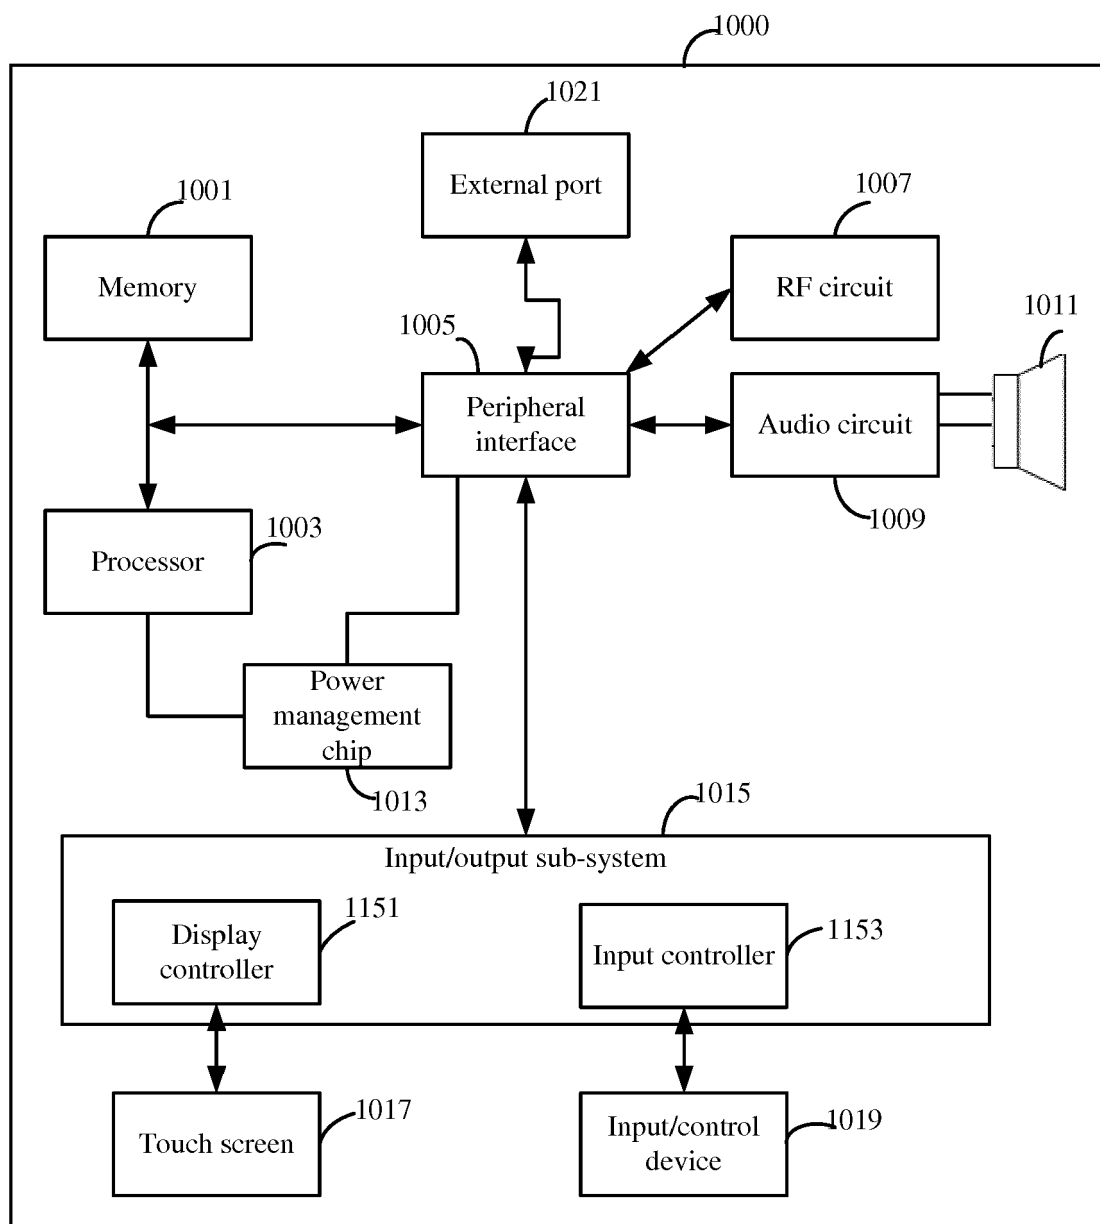 1000
1021
External port
1001
Memory
1007
RF circuit
1011
1005
Peripheral
interface
Audio circuit
1009
1003
Processor
Power
management
chip
1013
1015
Input/output sub-system
1151
Display
controller
1153
Input controller
1017
Touch screen
1019
Input/control
device